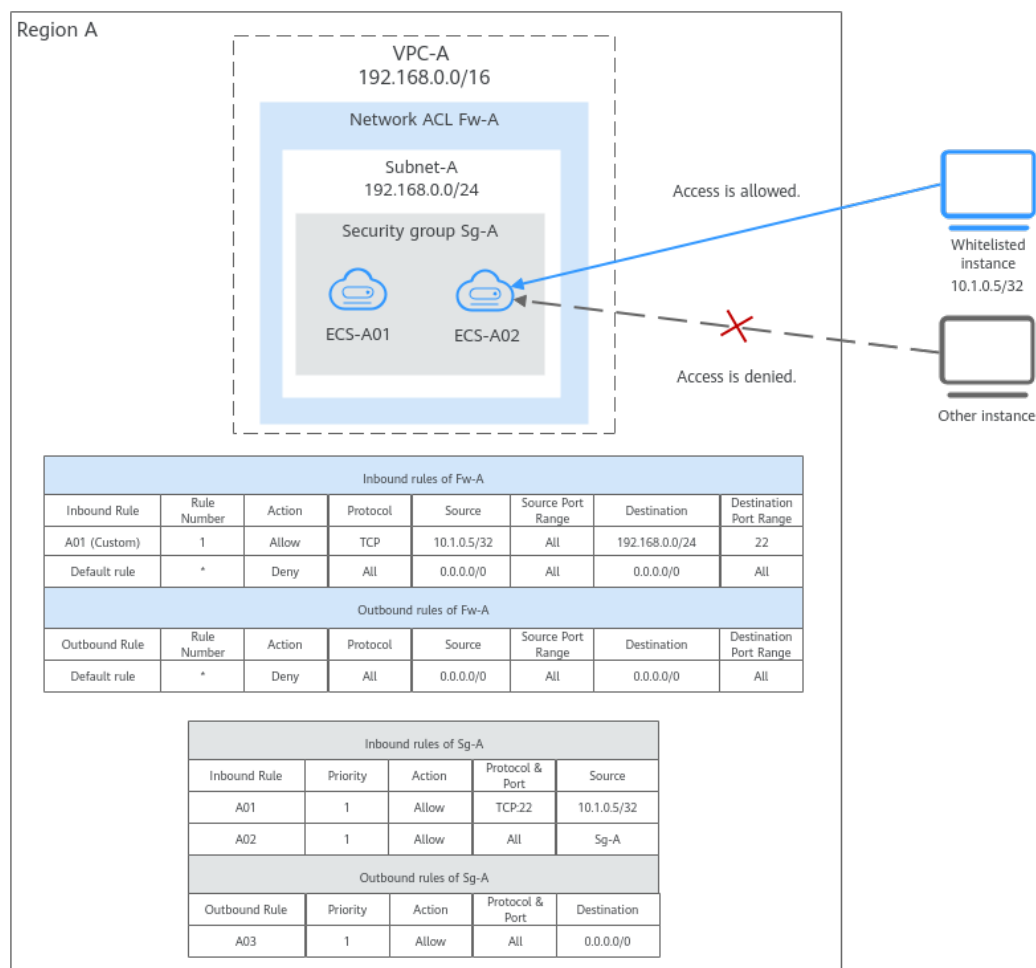 Region A
VPC-A
192.168.0.0/16
Network ACL Fw-A
Subnet-A
192.168.0.0/24
Security group Sg-A
ECS-A01
ECS-A02
Access is allowed.
Whitelisted
instance
10.1.0.5/32
Access is denied.
Other instance
Inbound rules of Fw-A
Inbound Rule Rule Number Action Protocol Source Source Port Range Destination Destination Port Range
A01 (Custom) 1 Allow TCP 10.1.0.5/32 All 192.168.0.0/24 22
Default rule * Deny All 0.0.0.0/0 All 0.0.0.0/0 All
Outbound rules of Fw-A
Outbound Rule Rule Number Action Protocol Source Source Port Range Destination Destination Port Range
Default rule * Deny All 0.0.0.0/0 All 0.0.0.0/0 All
Inbound rules of Sg-A
Inbound Rule Priority Action Protocol & Port Source
A01 1 Allow TCP:22 10.1.0.5/32
A02 1 Allow All Sg-A
Outbound rules of Sg-A
Outbound Rule Priority Action Protocol & Port Destination
A03 1 Allow All 0.0.0.0/0